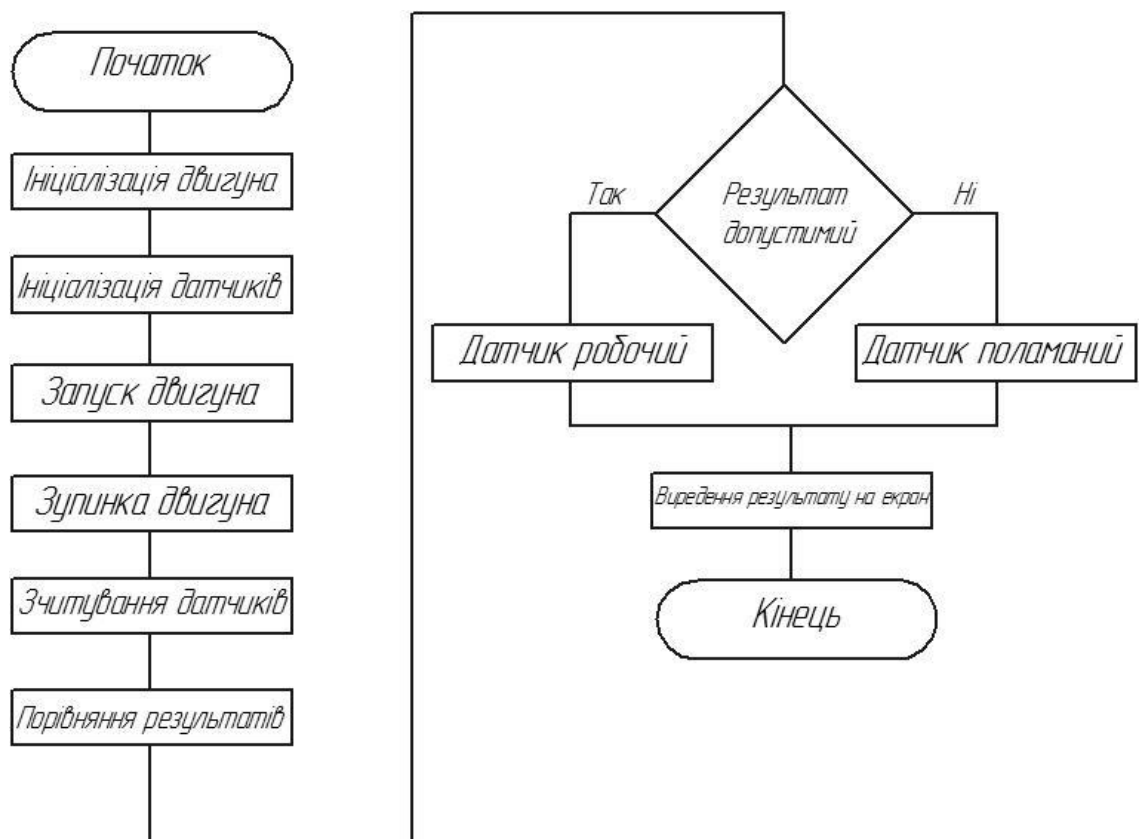 Початок
Ініціалізація двигуна
Ініціалізація датчиків
Запуск двигуна
Зупинка двигуна
Зчитування датчиків
Порівняння результатів
Результат
допустимий
Так
Ні
Датчик робочий
Датчик поламаний
Виредення результату на екран
Кінець